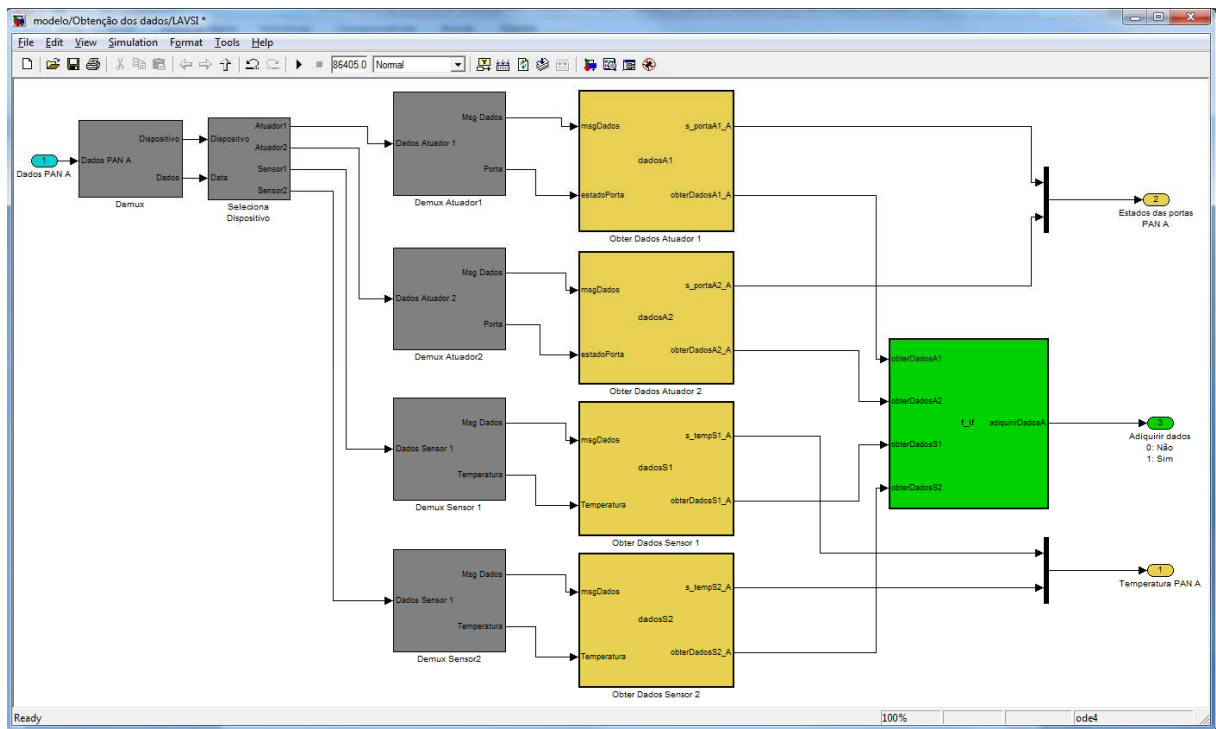 modelo/Obtenção dos dados/LAVSI *
File Edit View Simulation Format Tools Help
86405.0 Normal
1
Dados PAN A
Dados PAN A
Dispositivo
Dados
Demux
Dispositvo
Data
Atuador1
Atuador2
Sensor1
Sensor2
Seleciona
Dispositivo
Dados Atuador 1
Msg Dados
Porta
Demux Atuador1
msgDados
estadoPorta
dadosA1
s_portaA1_A
obterDadosA1_A
Obter Dados Atuador 1
Dados Atuador 2
Msg Dados
Porta
Demux Atuador2
msgDados
estadoPorta
dadosA2
s_portaA2_A
obterDadosA2_A
Obter Dados Atuador 2
Dados Sensor 1
Msg Dados
Temperatura
Demux Sensor 1
msgDados
Temperatura
dadosS1
s_tempS1_A
obterDadosS1_A
Obter Dados Sensor 1
Dados Sensor 1
Msg Dados
Temperatura
Demux Sensor2
msgDados
Temperatura
dadosS2
s_tempS2_A
obterDadosS2_A
Obter Dados Sensor 2
obterDadosA1
obterDadosA2
obterDadosS1
obterDadosS2
f_if
adiquirirDadosA
2
Estados das portas
PAN A
3
Adiquirir dados
0: Não
1: Sim
1
Temperatura PAN A
Ready
100%
ode4